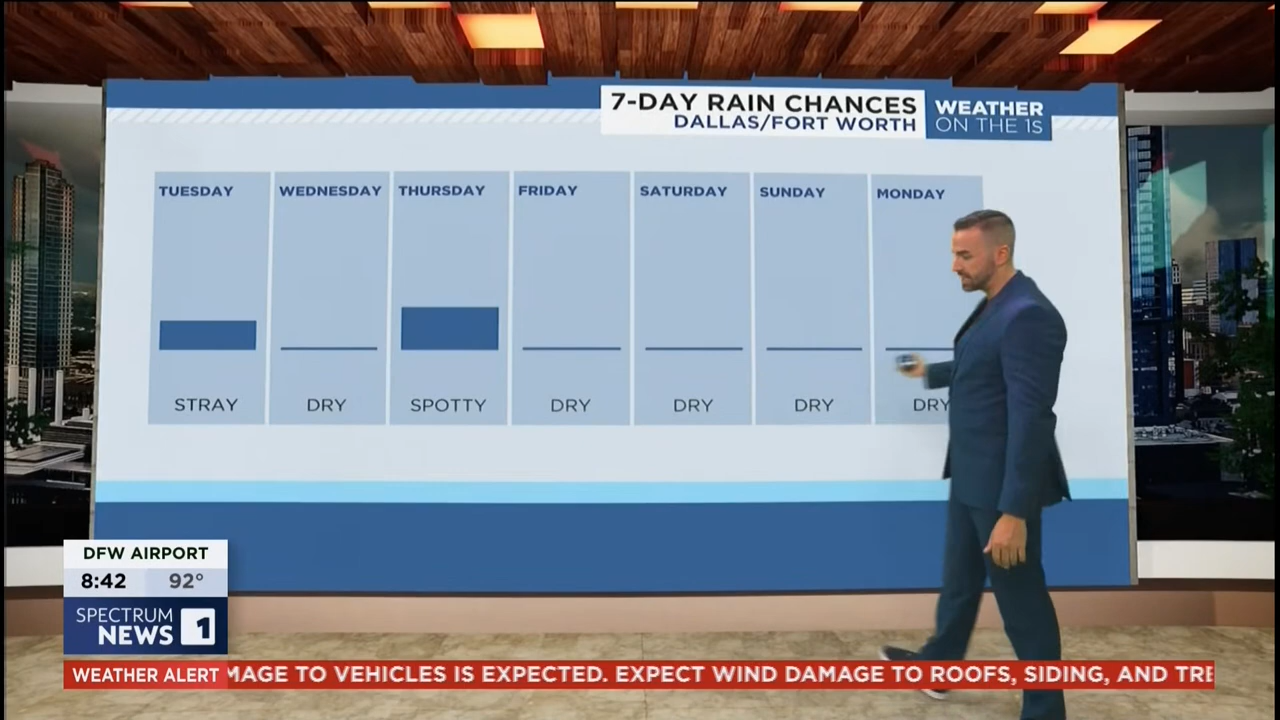 7-DAY RAIN CHANCES
DALLAS/FORT WORTH
WEATHER
ON THE 1S
TUESDAY
WEDNESDAY
THURSDAY
FRIDAY
SATURDAY
SUNDAY
MONDAY
STRAY
DRY
SPOTTY
DRY
DRY
DRY
DRY
DFW AIRPORT
8:42 92°
SPECTRUM
NEWS 1
WEATHER ALERT MAGE TO VEHICLES IS EXPECTED. EXPECT WIND DAMAGE TO ROOFS, SIDING, AND TRE